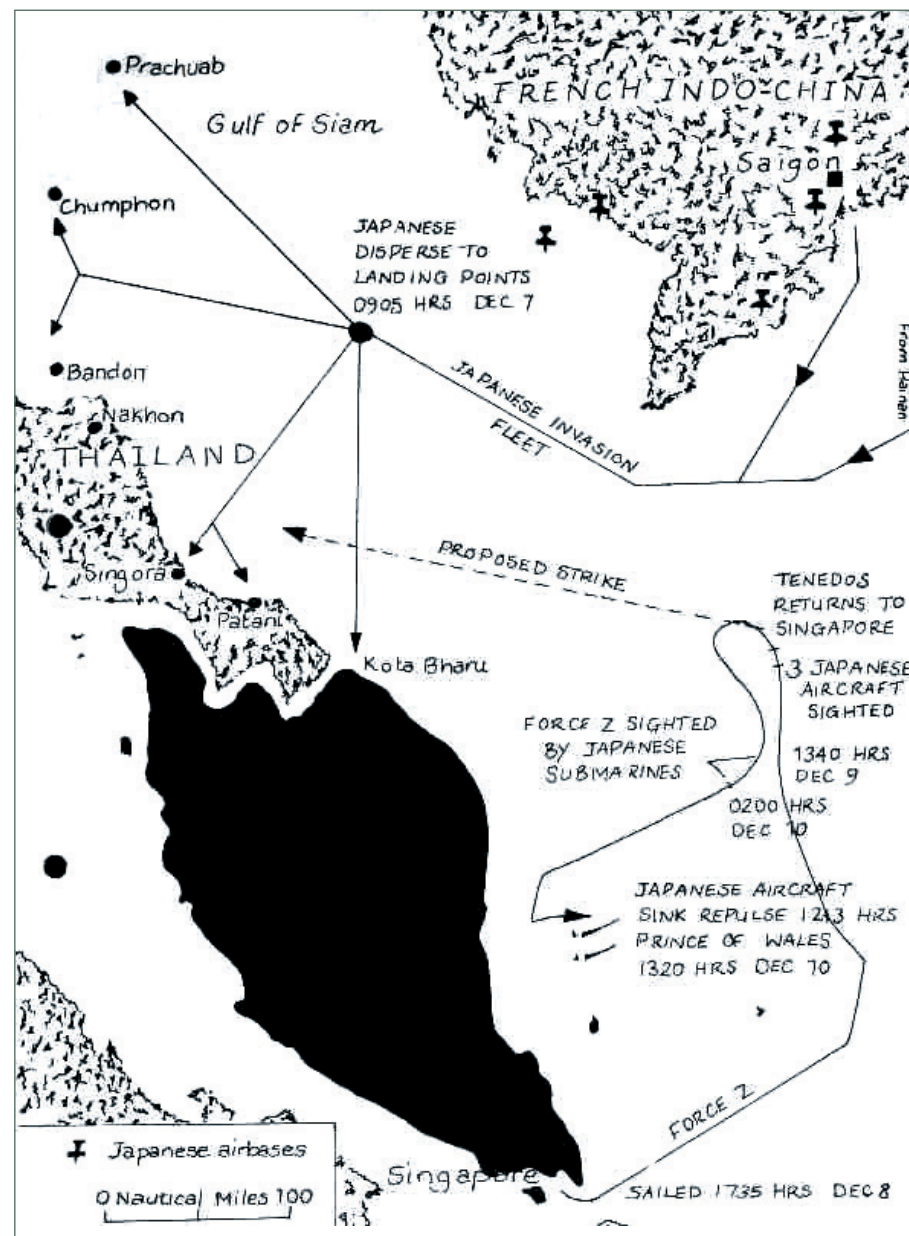 Prachuab
Gulf of Siam
FRENCH INDO-CHINA
Saigon
Chumphon
JAPANESE
DISPERSE TO
LANDING POINTS
0905 HRS DEC 7
From Hainan
Bandon
JAPANESE INVASION
FLEET
Nakhon
THAILAND
PROPOSED STRIKE
Singora
Patani
TENEDOS
RETURNS TO
SINGAPORE
Kota Bharu
3 JAPANESE
AIRCRAFT
SIGHTED
FORCE Z SIGHTED
BY JAPANESE
SUBMARINES
1340 HRS
DEC 9
0200 HRS
DEC 10
JAPANESE AIRCRAFT
SINK REPULSE 1243 HRS
PRINCE OF WALES
1320 HRS DEC 10
FORCE Z
Japanese airbases
0 Nautical Miles 100
Singapore
SAILED 1735 HRS DEC 8